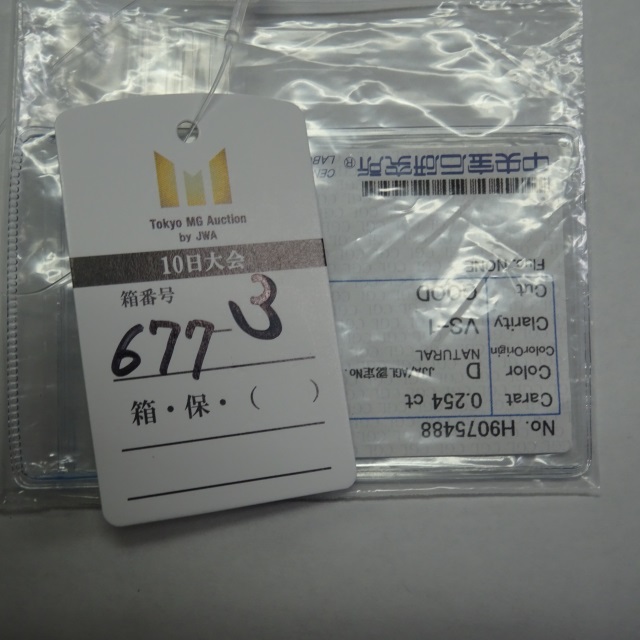 Tokyo MG Auction
by JWA
10日大会
箱番号
677-3
箱・保・（ ）
No. H9075488
Carat 0.254 ct
Color D
ColorOrigin NATURAL
Clarity VS-1
Cut GOOD
中央宝石研究所